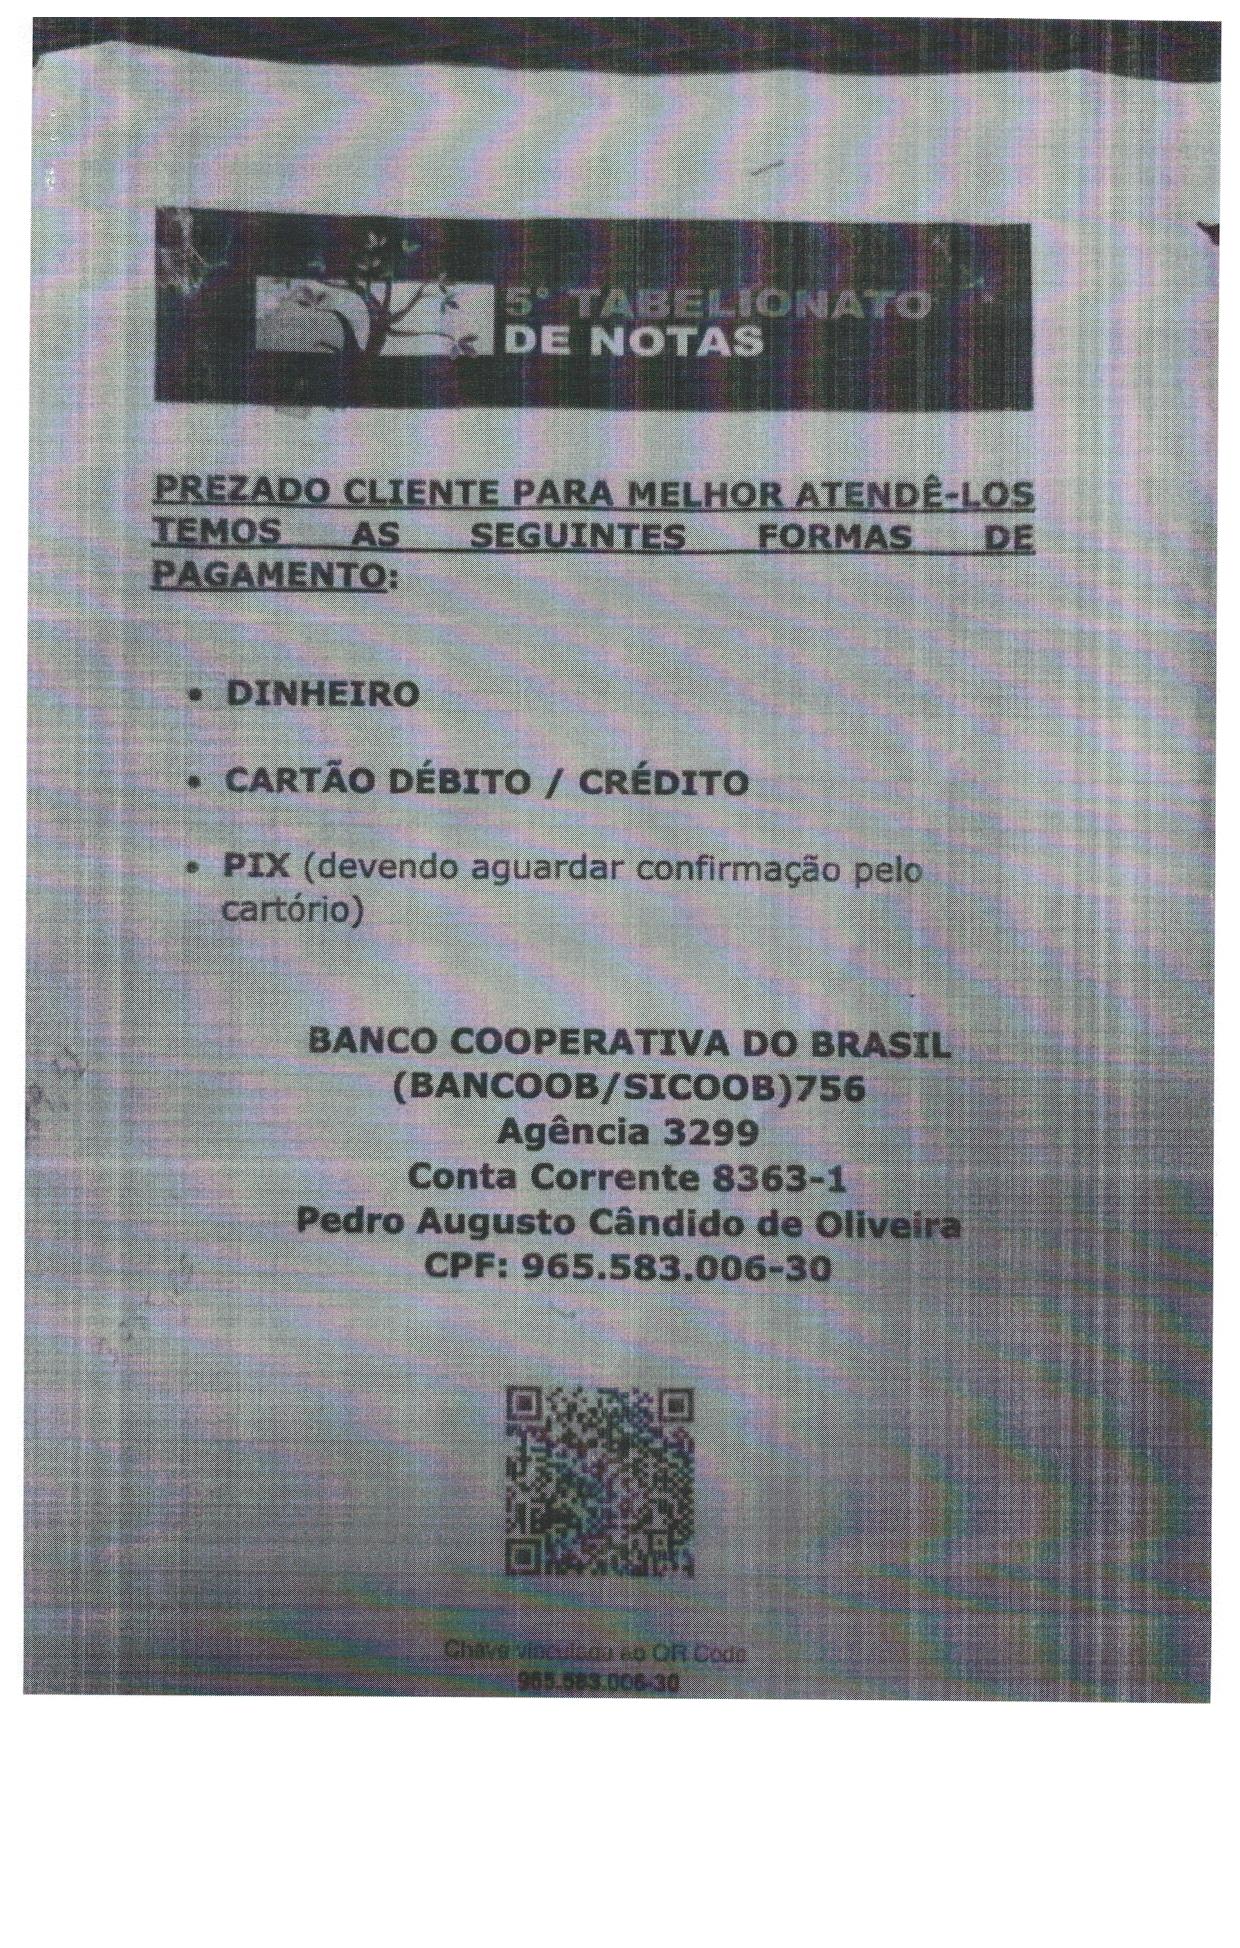 5º TABELIONATO
DE NOTAS
PREZADO CLIENTE PARA MELHOR ATENDÊ-LOS
TEMOS AS SEGUINTES FORMAS DE
PAGAMENTO:
• DINHEIRO
• CARTÃO DÉBITO / CRÉDITO
• PIX (devendo aguardar confirmação pelo
cartório)
BANCO COOPERATIVA DO BRASIL
(BANCOOB/SICOOB)756
Agência 3299
Conta Corrente 8363-1
Pedro Augusto Cândido de Oliveira
CPF: 965.583.006-30
Chave vinculada ao QR Code
965.583.006-30